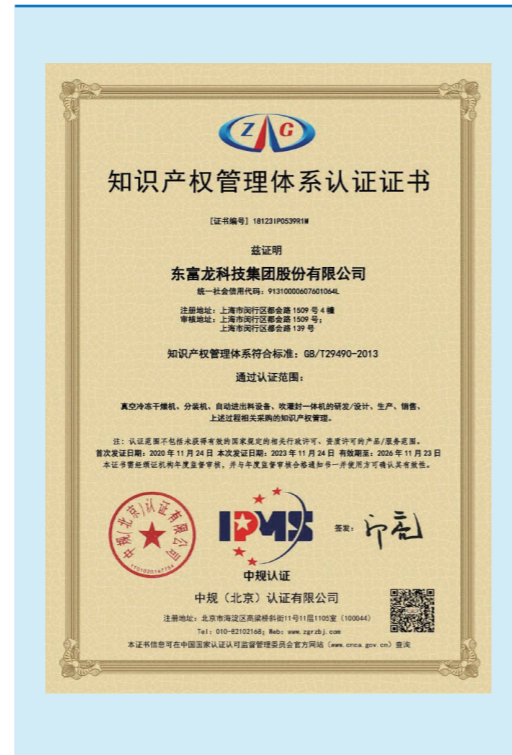 ZG
知识产权管理体系认证证书
[证书编号] 18123IP0539R1M
兹证明
东富龙科技集团股份有限公司
统一社会信用代码：91310000607601064L
注册地址：上海市闵行区都会路 1509 号 4 幢
审核地址：上海市闵行区都会路 1509 号；
上海市闵行区都会路 139 号
知识产权管理体系符合标准：GB/T29490-2013
通过认证范围：
真空冷冻干燥机、分装机、自动进出料设备、吹灌封一体机的研发/设计、生产、销售、
上述过程相关采购的知识产权管理。
注：认证范围不包括未获得有效的国家规定的相关行政许可、资质许可的产品/服务范围。
首次发证日期：2020 年 11 月 24 日 本次发证日期：2023 年 11 月 24 日 有效期至：2026 年 11 月 23 日
本证书需经颁证机构年度监督审核，并与年度监督审核合格通知书一并使用方可确认其有效性。
中规（北京）认证有限公司
IPMS
签发：
中规认证
中规（北京）认证有限公司
注册地址：北京市海淀区高梁桥斜街11号11层1105室（100044）
Tel：010-82102168；Web：www.zgrzbj.com
本证书信息可在中国国家认证认可监督管理委员会官方网站（www.cnca.gov.cn）查询